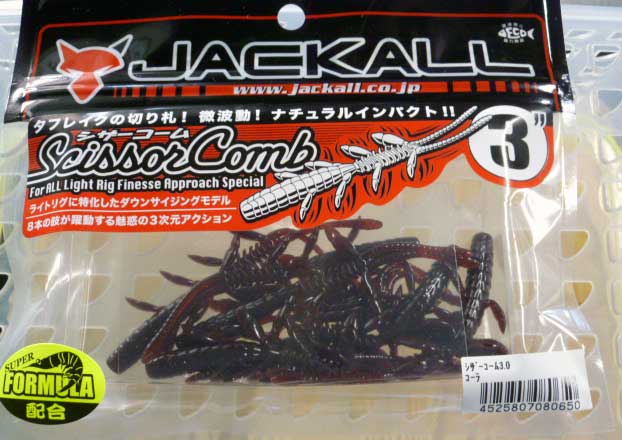 JACKALL
www.jackall.co.jp
ECO
タフレイクの切り札! 微波動! ナチュラルインパクト!!
シザーコーム
ScissorComb
3"
For ALL Light Rig Finesse Approach Special
ライトリグに特化したダウンサイジングモデル
8本の肢が躍動する魅惑の3次元アクション
SUPER
FORMULA
配合
ｼｻﾞｰｺｰﾑ3.0
コーラ
4525807080650